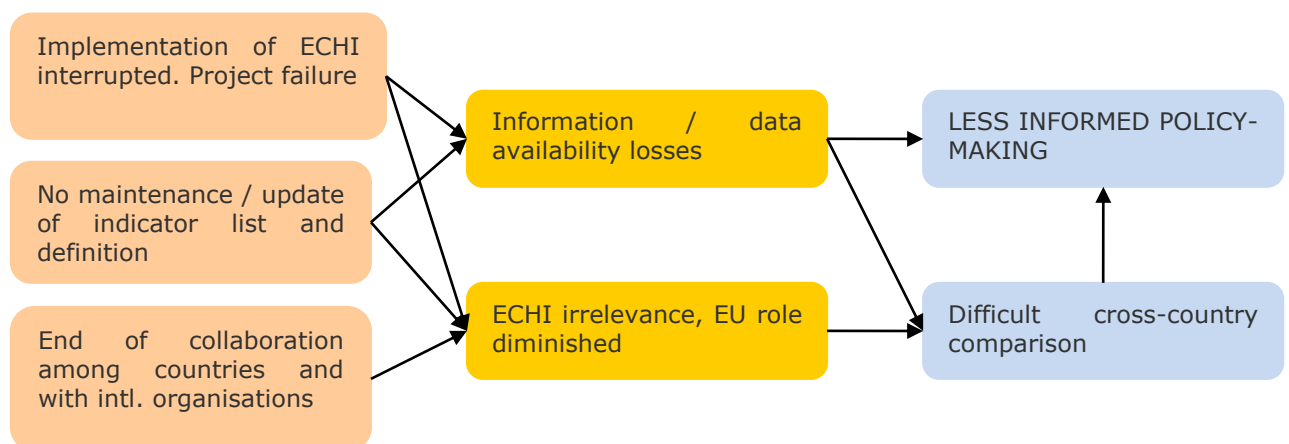 Implementation of ECHI
interrupted. Project failure
No maintenance / update
of indicator list and
definition
End of collaboration
among countries and
with intl. organisations
Information / data
availability losses
ECHI irrelevance, EU role
diminished
LESS INFORMED POLICY-
MAKING
Difficult cross-country
comparison